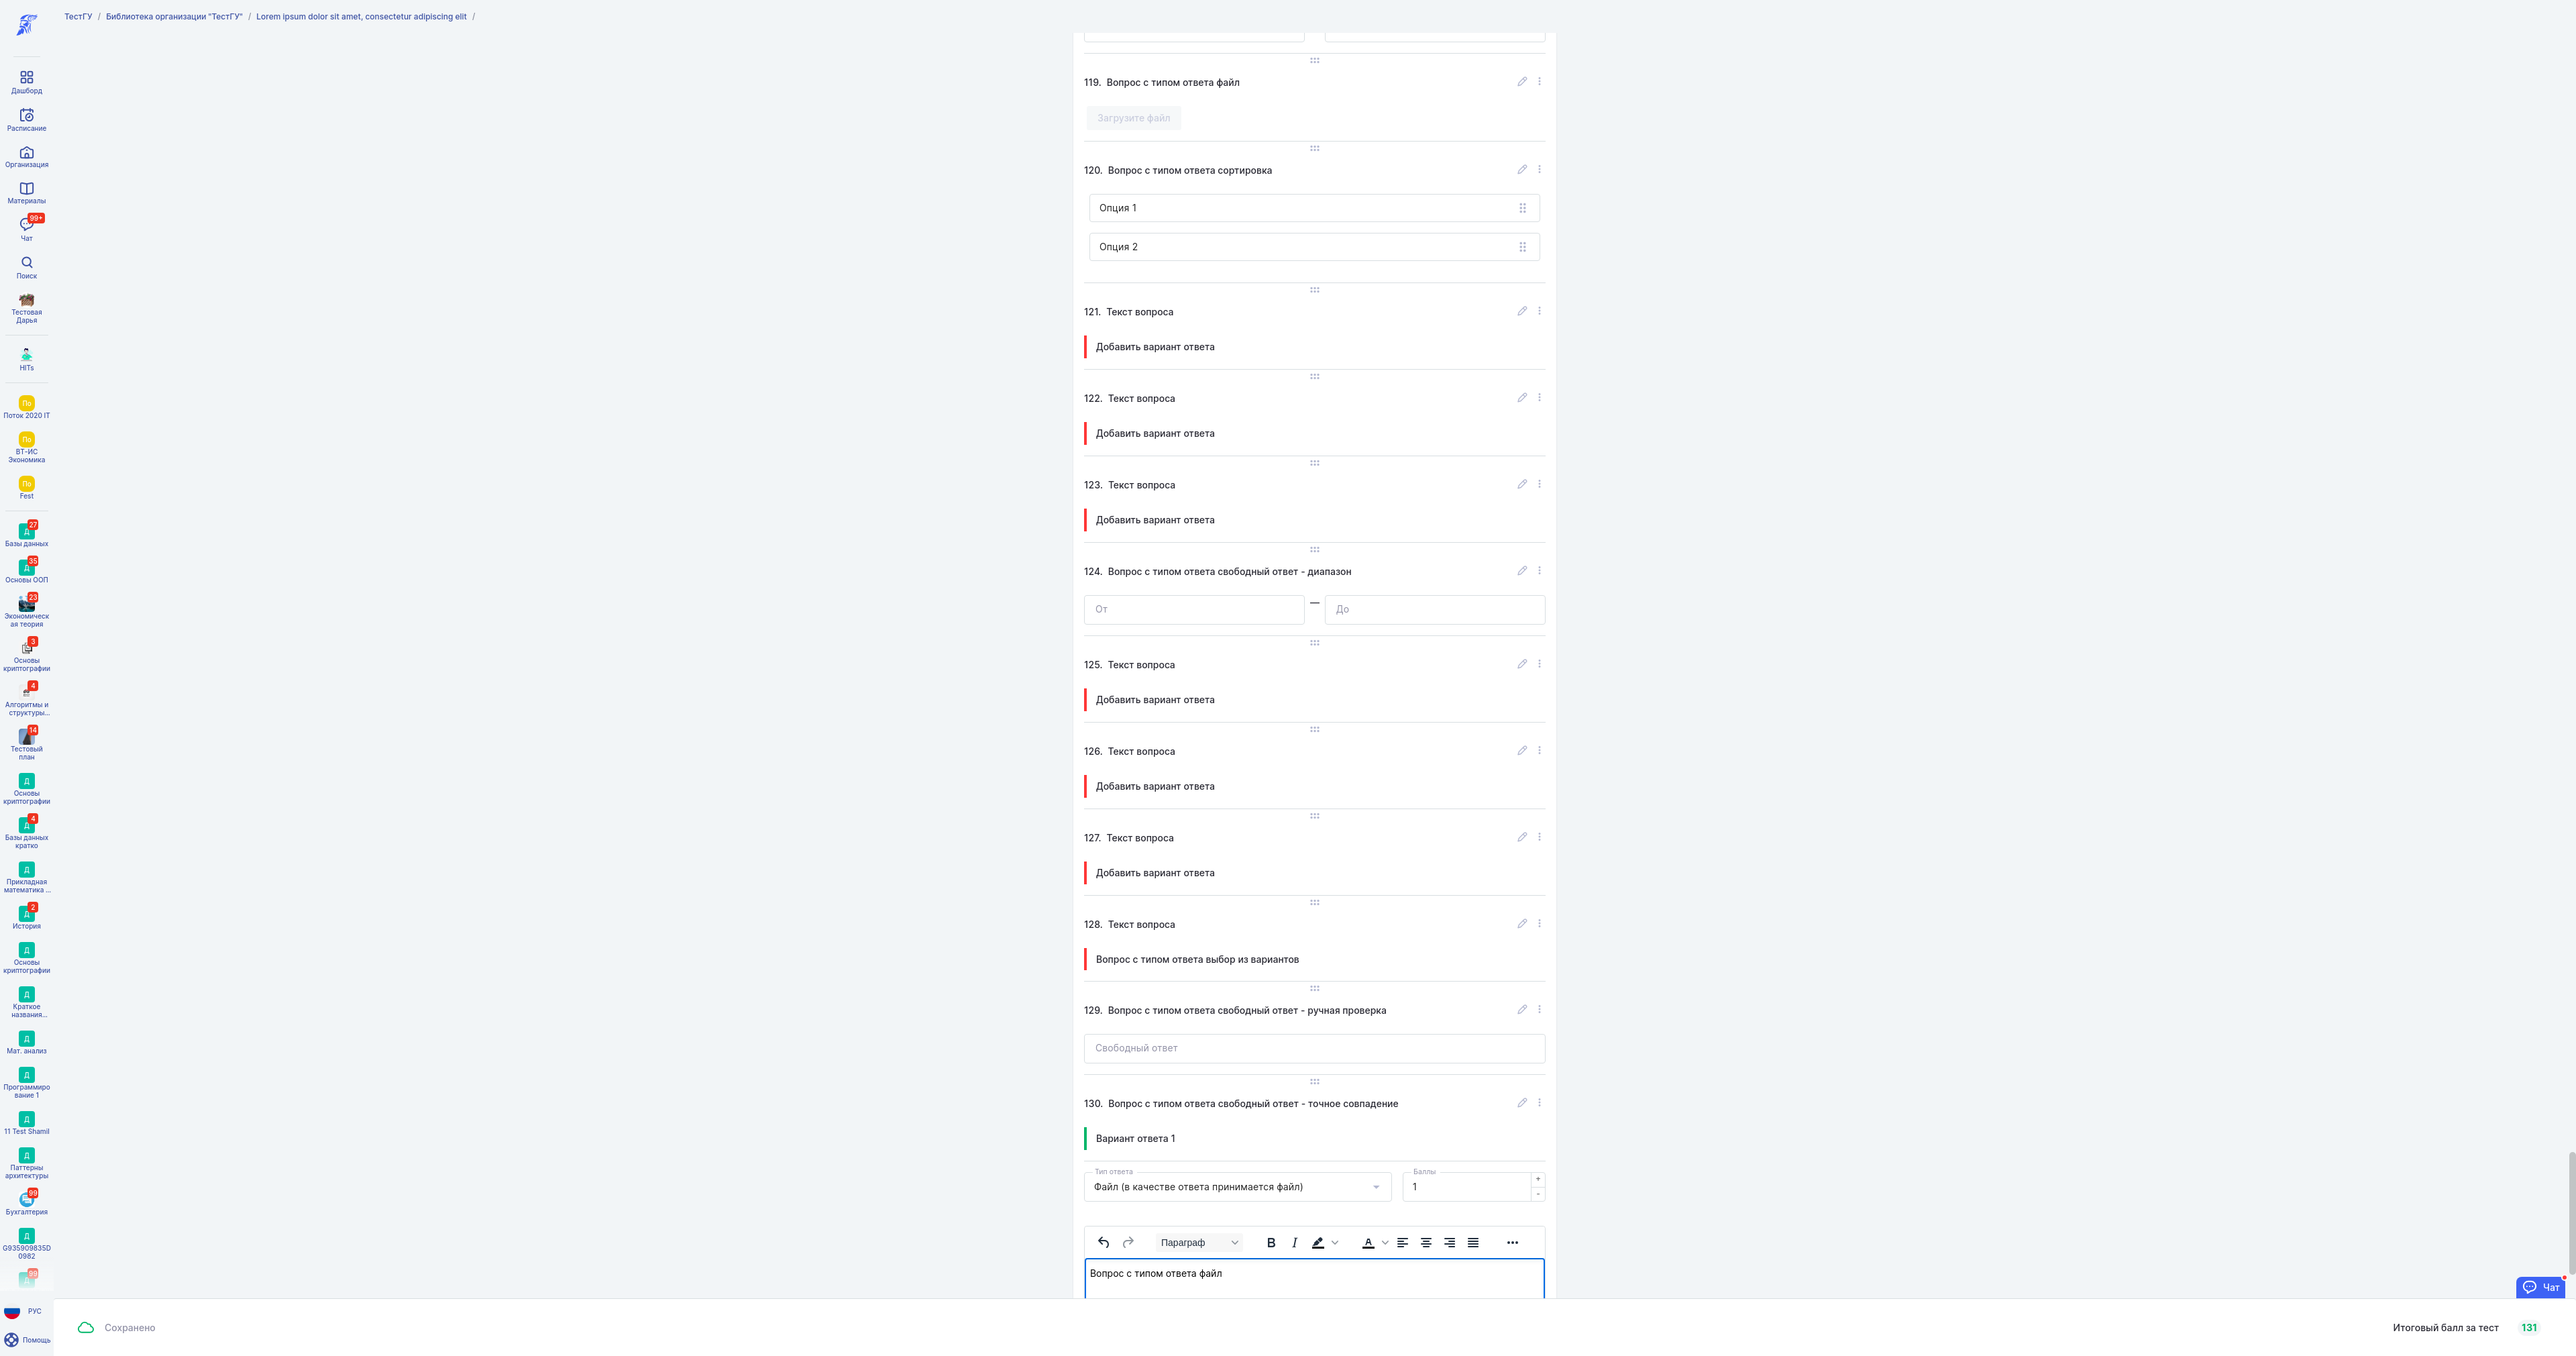 ТестГУ / Библиотека организации "ТестГУ" / Lorem ipsum dolor sit amet, consectetur adipiscing elit /
Дашборд
Расписание
Организация
Материалы
99+
Чат
Поиск
Тестовая
Дарья
HITs
По
Поток 2020 IT
По
ВТ-ИС
Экономика
По
Fest
27
Д
Базы данных
35
Д
Основы ООП
23
Экономическ
ая теория
3
Основы
криптографии
4
Алгоритмы и
структуры...
14
Тестовый
план
Д
Основы
криптографии
4
Д
Базы данных
кратко
Д
Прикладная
математика ...
2
Д
История
Д
Основы
криптографии
Д
Краткое
названия...
Д
Мат. анализ
Д
Программиро
вание 1
Д
11 Test Shamil
Д
Паттерны
архитектуры
99
Бухгалтерия
Д
G935909835D
0982
99
Д
РУС
Помощь
119. Вопрос с типом ответа файл
Загрузите файл
120. Вопрос с типом ответа сортировка
Опция 1
Опция 2
121. Текст вопроса
Добавить вариант ответа
122. Текст вопроса
Добавить вариант ответа
123. Текст вопроса
Добавить вариант ответа
124. Вопрос с типом ответа свободный ответ - диапазон
От — До
125. Текст вопроса
Добавить вариант ответа
126. Текст вопроса
Добавить вариант ответа
127. Текст вопроса
Добавить вариант ответа
128. Текст вопроса
Вопрос с типом ответа выбор из вариантов
129. Вопрос с типом ответа свободный ответ - ручная проверка
Свободный ответ
130. Вопрос с типом ответа свободный ответ - точное совпадение
Вариант ответа 1
Тип ответа Баллы
Файл (в качестве ответа принимается файл) 1 + -
Параграф B I A
Вопрос с типом ответа файл
Чат
Сохранено Итоговый балл за тест 131